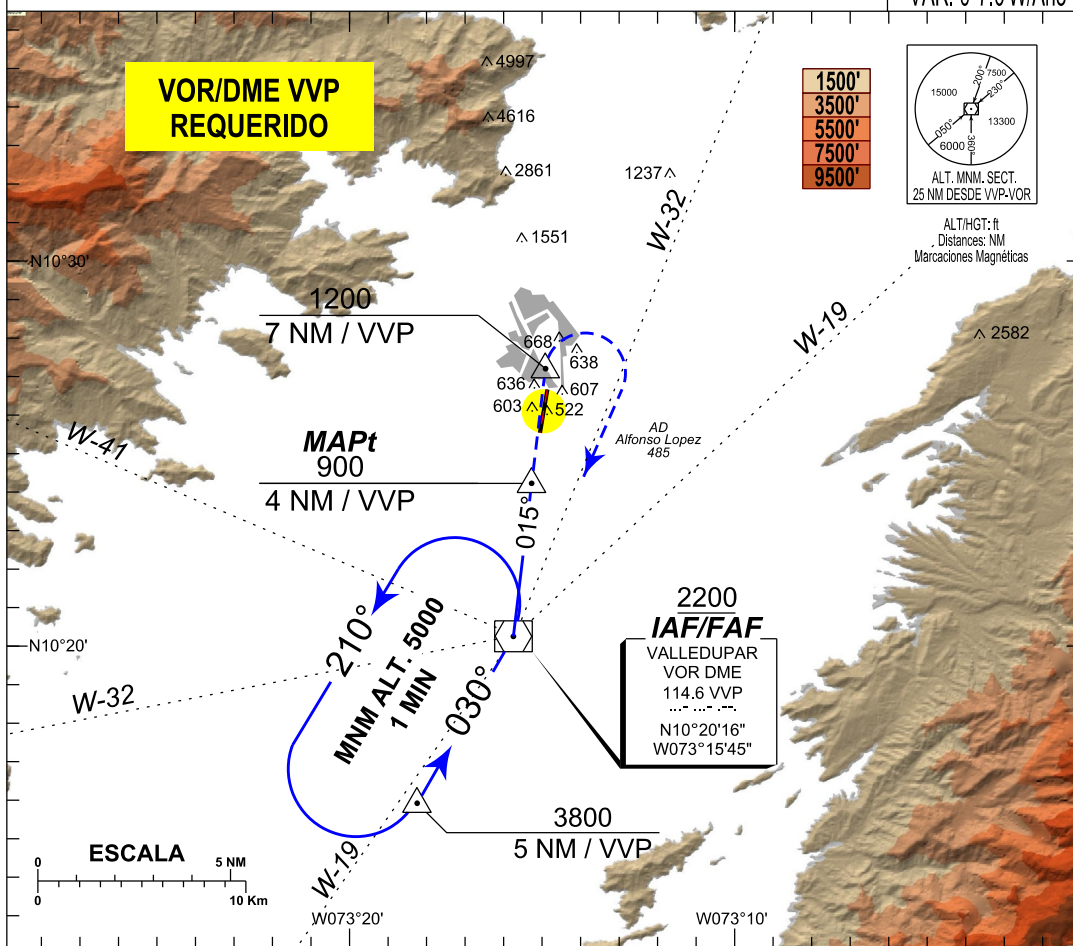 VOR/DME VVP
REQUERIDO
4997
4616
2861
1237
1551
1500'
3500'
5500'
7500'
9500'
200°
7500
230°
15000
13300
050°
6000
360°
ALT. MNM. SECT.
25 NM DESDE VVP-VOR
ALT/HGT: ft
Distances: NM
Marcaciones Magnéticas
W-32
N10°30'
1200
7 NM / VVP
W-19
2582
668
638
636
607
603
522
AD
Alfonso Lopez
485
W-41
MAPt
900
4 NM / VVP
015°
2200
IAF/FAF
VALLEDUPAR
VOR DME
114.6 VVP
...- ...- .--.
N10°20'16"
W073°15'45"
210°
MNM ALT. 5000
1 MIN
030°
N10°20'
W-32
3800
5 NM / VVP
W-19
ESCALA
0 5 NM
0 10 Km
W073°20'
W073°10'